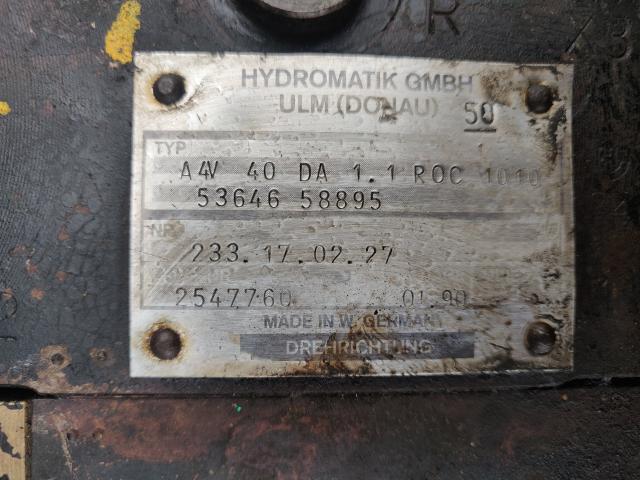 R
HYDROMATIK GMBH
ULM (DONAU) 50
TYP
A4V 40 DA 1.1 ROC 1010
53646 58895
NR
233.17.02.27
2547760 01.90
MADE IN W. GERMANY
DREHRICHTUNG